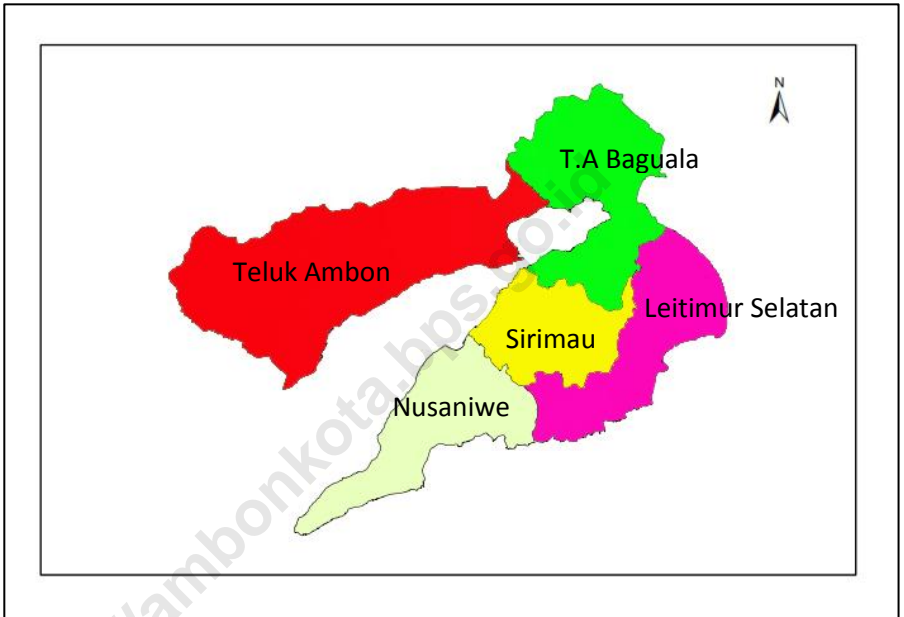 N
T.A Baguala
Teluk Ambon
Leitimur Selatan
Sirimau
Nusaniwe
/ambonkota.bps.go.id